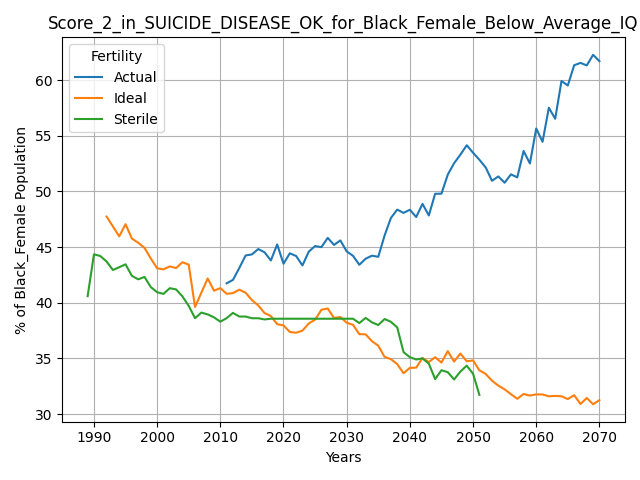 Score_2_in_SUICIDE_DISEASE_OK_for_Black_Female_Below_Average_IQ
Fertility
Actual
Ideal
Sterile
% of Black_Female Population
60
55
50
45
40
35
30
1990 2000 2010 2020 2030 2040 2050 2060 2070
Years